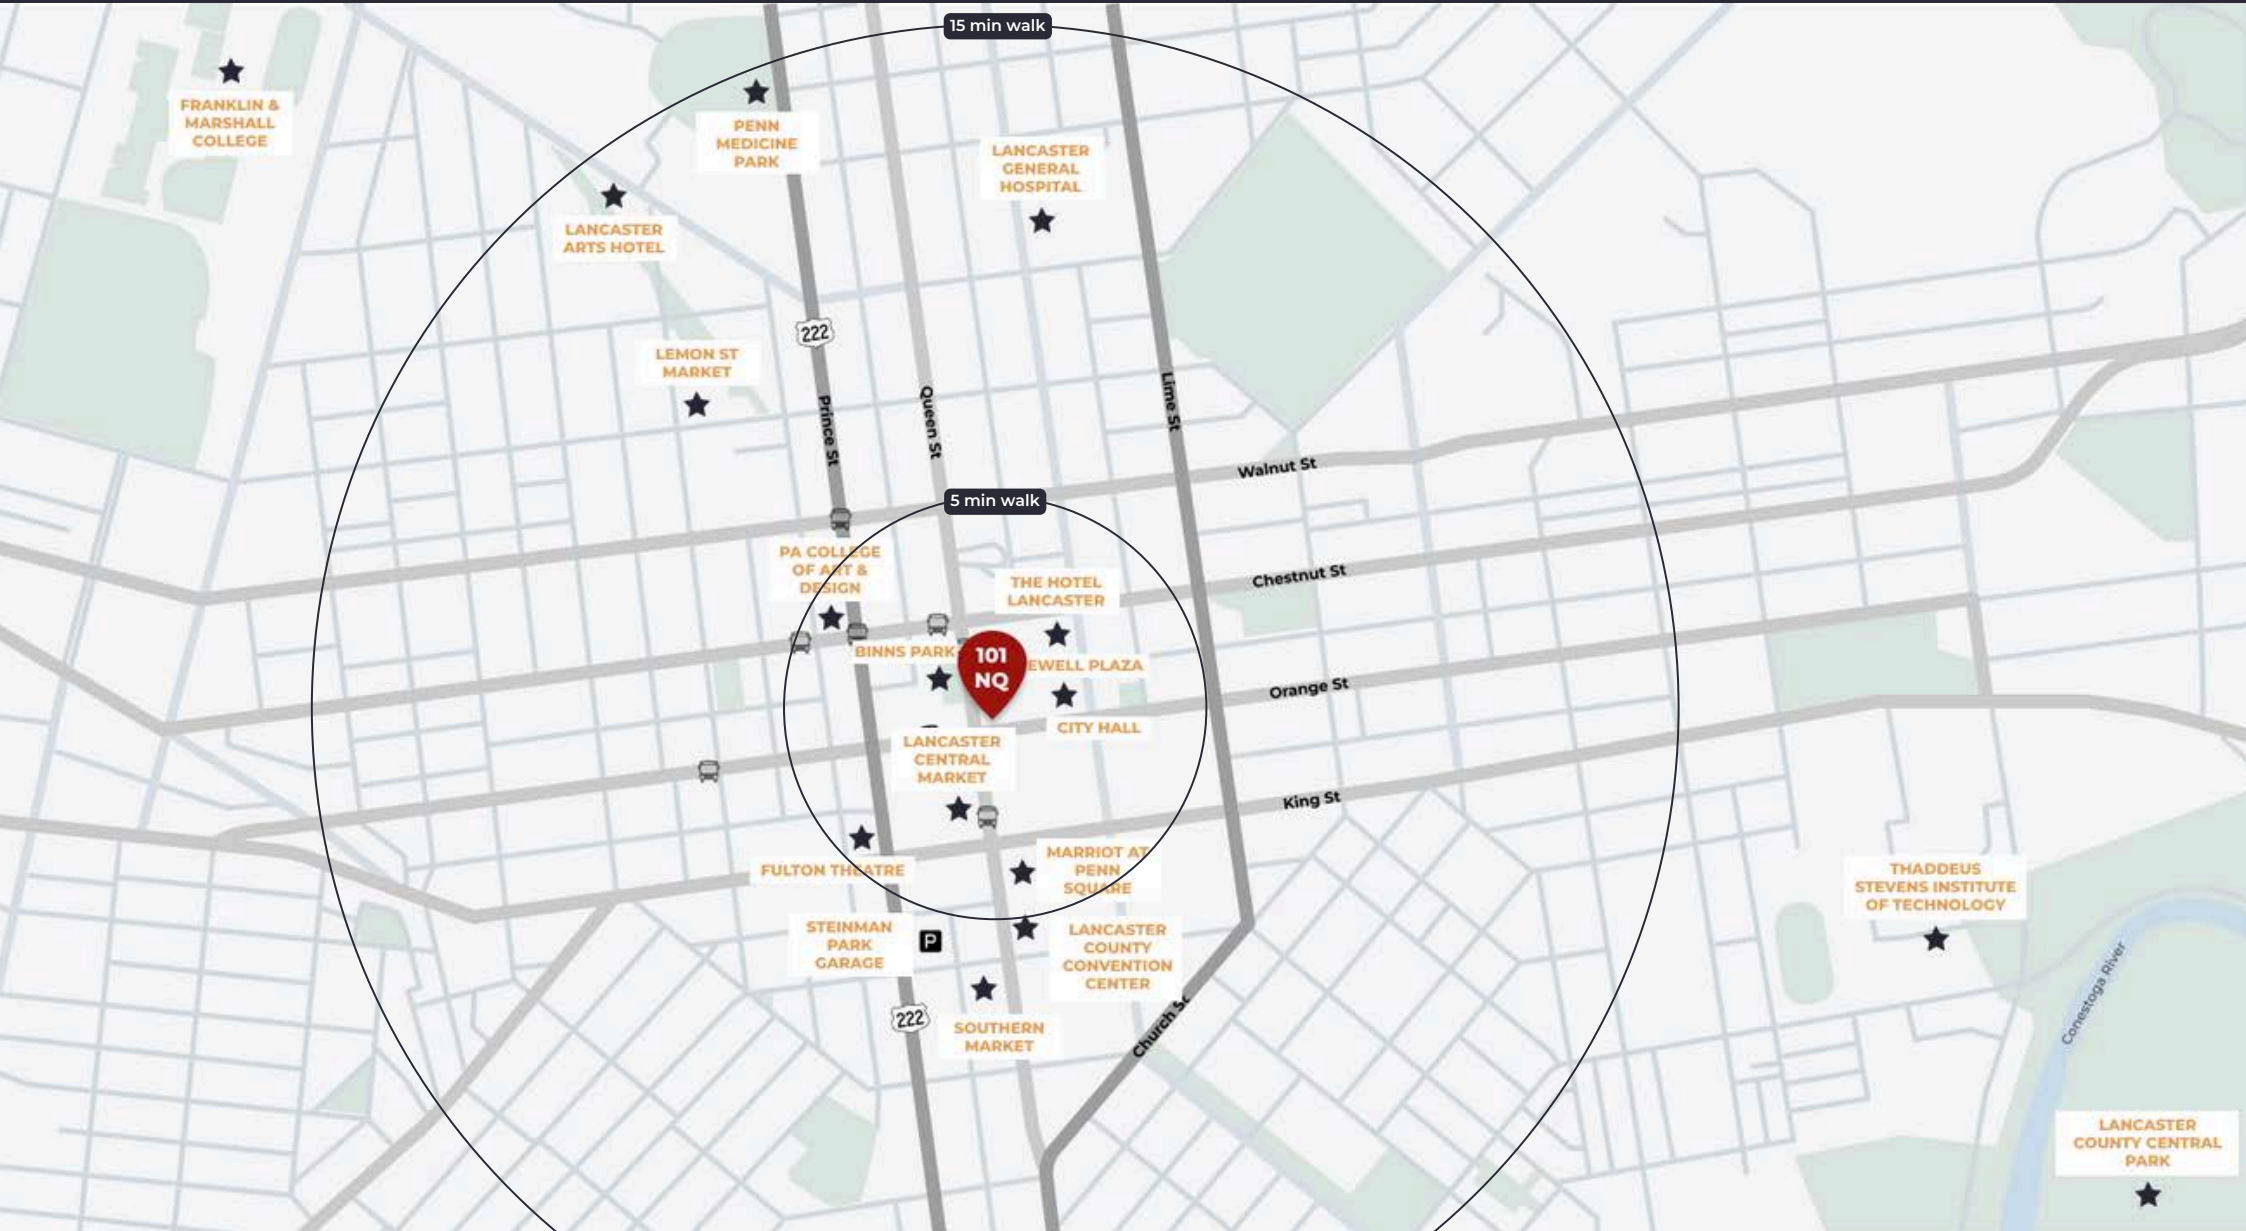 15 min walk
FRANKLIN &
MARSHALL
COLLEGE
PENN
MEDICINE
PARK
LANCASTER
GENERAL
HOSPITAL
LANCASTER
ARTS HOTEL
222
LEMON ST
MARKET
Prince St
Queen St
Lime St
Walnut St
5 min walk
PA COLLEGE
OF ART &
DESIGN
THE HOTEL
LANCASTER
Chestnut St
BINNS PARK
101
NQ
EWELL PLAZA
Orange St
CITY HALL
LANCASTER
CENTRAL
MARKET
King St
FULTON THEATRE
MARRIOT AT
PENN
SQUARE
THADDEUS
STEVENS INSTITUTE
OF TECHNOLOGY
STEINMAN
PARK
GARAGE
P
LANCASTER
COUNTY
CONVENTION
CENTER
222
SOUTHERN
MARKET
Church St
Conestoga River
LANCASTER
COUNTY CENTRAL
PARK